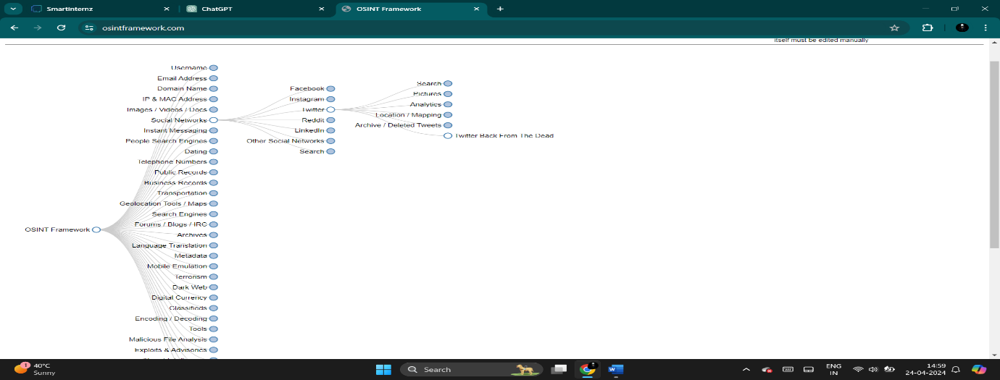 SmartInternz
ChatGPT
OSINT Framework
osintframework.com
itself must be edited manually
Username
Email Address
Domain Name
IP & MAC Address
Images / Videos / Docs
Social Networks
Instant Messaging
People Search Engines
Dating
Telephone Numbers
Public Records
Business Records
Transportation
Geolocation Tools / Maps
Search Engines
Forums / Blogs / IRC
OSINT Framework
Archives
Language Translation
Metadata
Mobile Emulation
Terrorism
Dark Web
Digital Currency
Classifieds
Encoding / Decoding
Tools
Malicious File Analysis
Exploits & Advisories
Facebook
Instagram
Twitter
Reddit
LinkedIn
Other Social Networks
Search
Search
Pictures
Analytics
Location / Mapping
Archive / Deleted Tweets
Twitter Back From The Dead
1
40°C
Sunny
Search
W
ENG
IN
14:59
24-04-2024